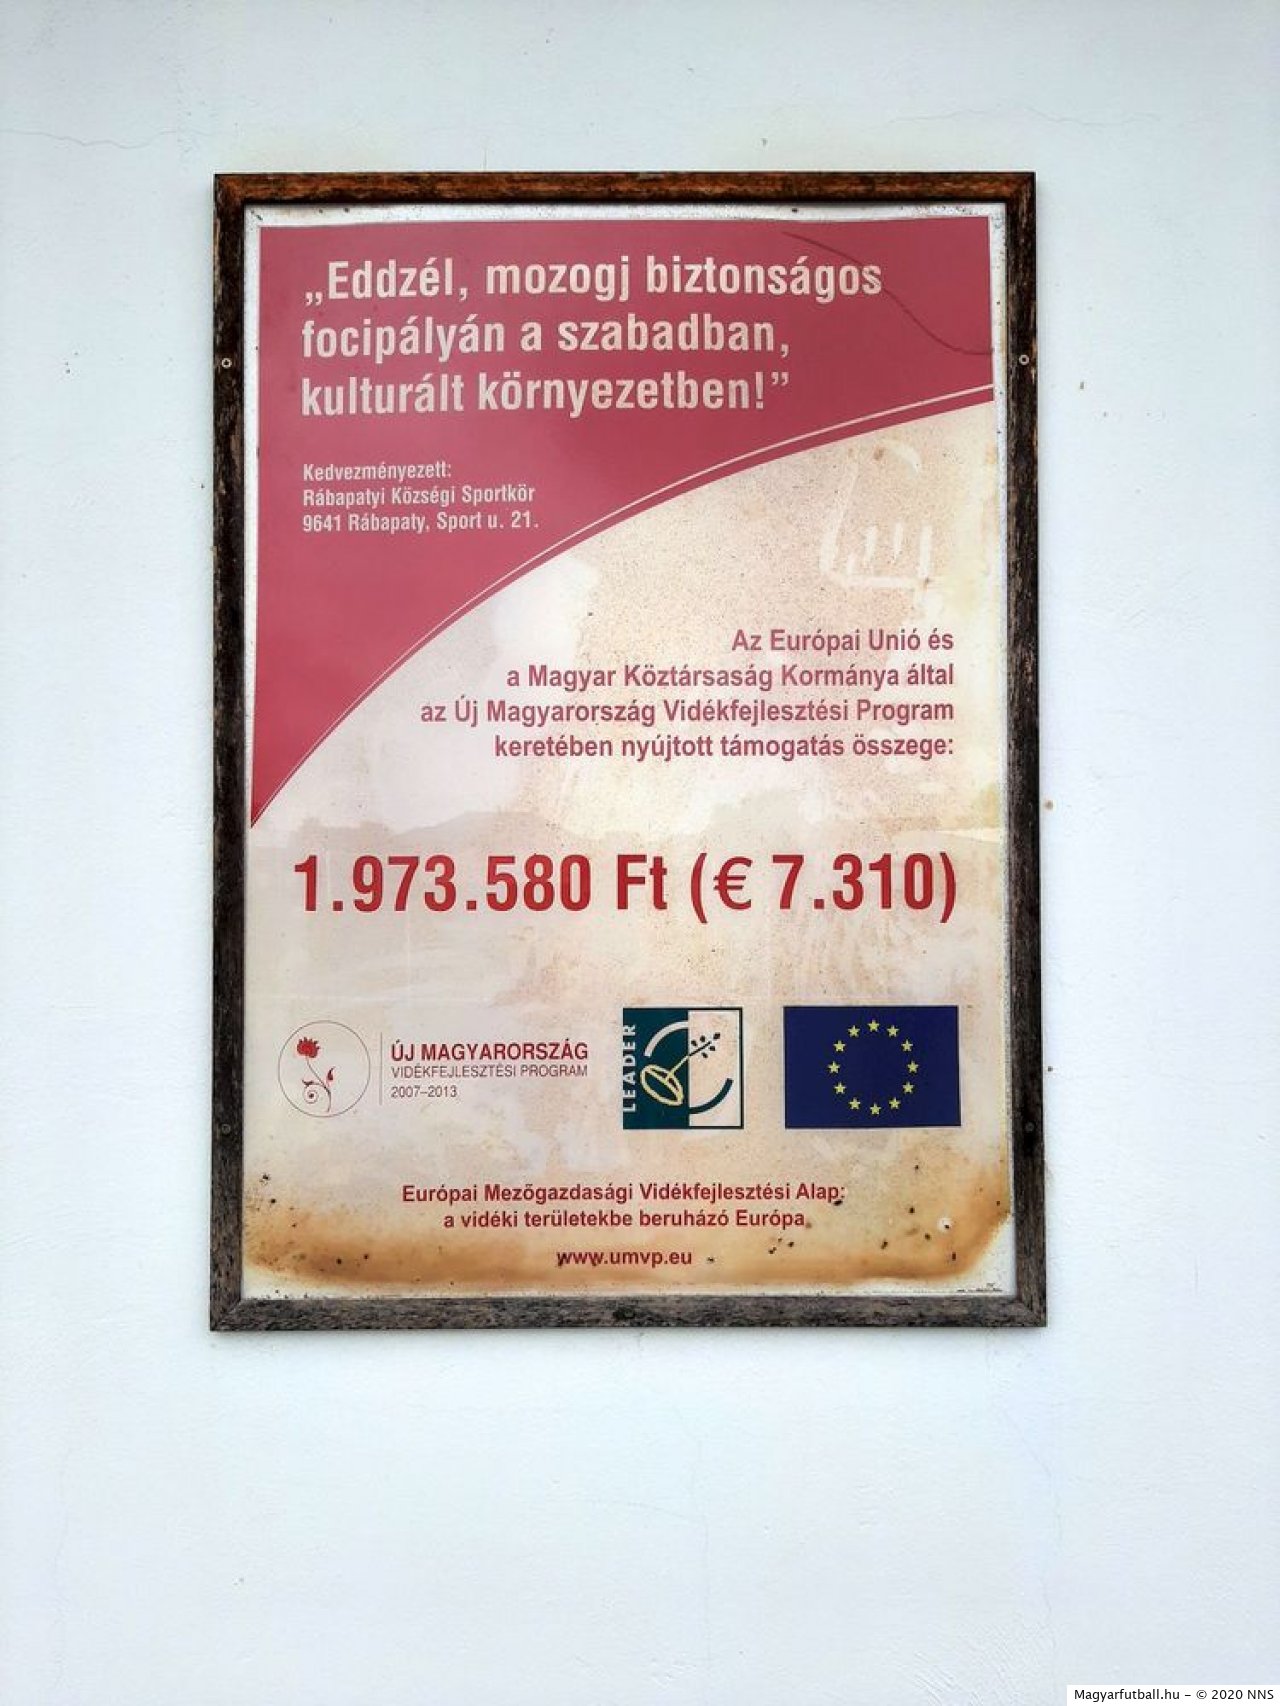 „Eddzél, mozogj biztonságos
focipályán a szabadban,
kulturált környezetben!”
Kedvezményezett:
Rábapatyi Községi Sportkör
9641 Rábapaty, Sport u. 21.
Az Európai Unió és
a Magyar Köztársaság Kormánya által
az Új Magyarország Vidékfejlesztési Program
keretében nyújtott támogatás összege:
1.973.580 Ft (€ 7.310)
ÚJ MAGYARORSZÁG
VIDÉKFEJLESZTÉSI PROGRAM
2007–2013
LEADER
Európai Mezőgazdasági Vidékfejlesztési Alap:
a vidéki területekbe beruházó Európa
www.umvp.eu
Magyarfutball.hu – © 2020 NNS